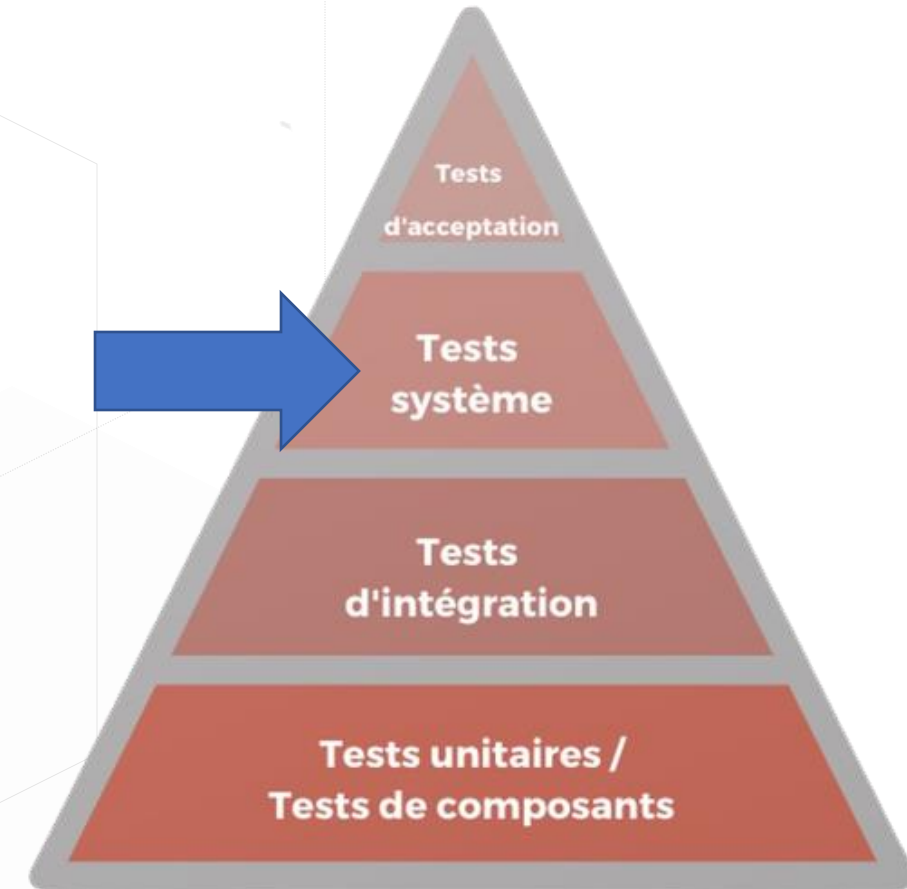 Tests
d'acceptation
Tests
système
Tests
d'intégration
Tests unitaires /
Tests de composants